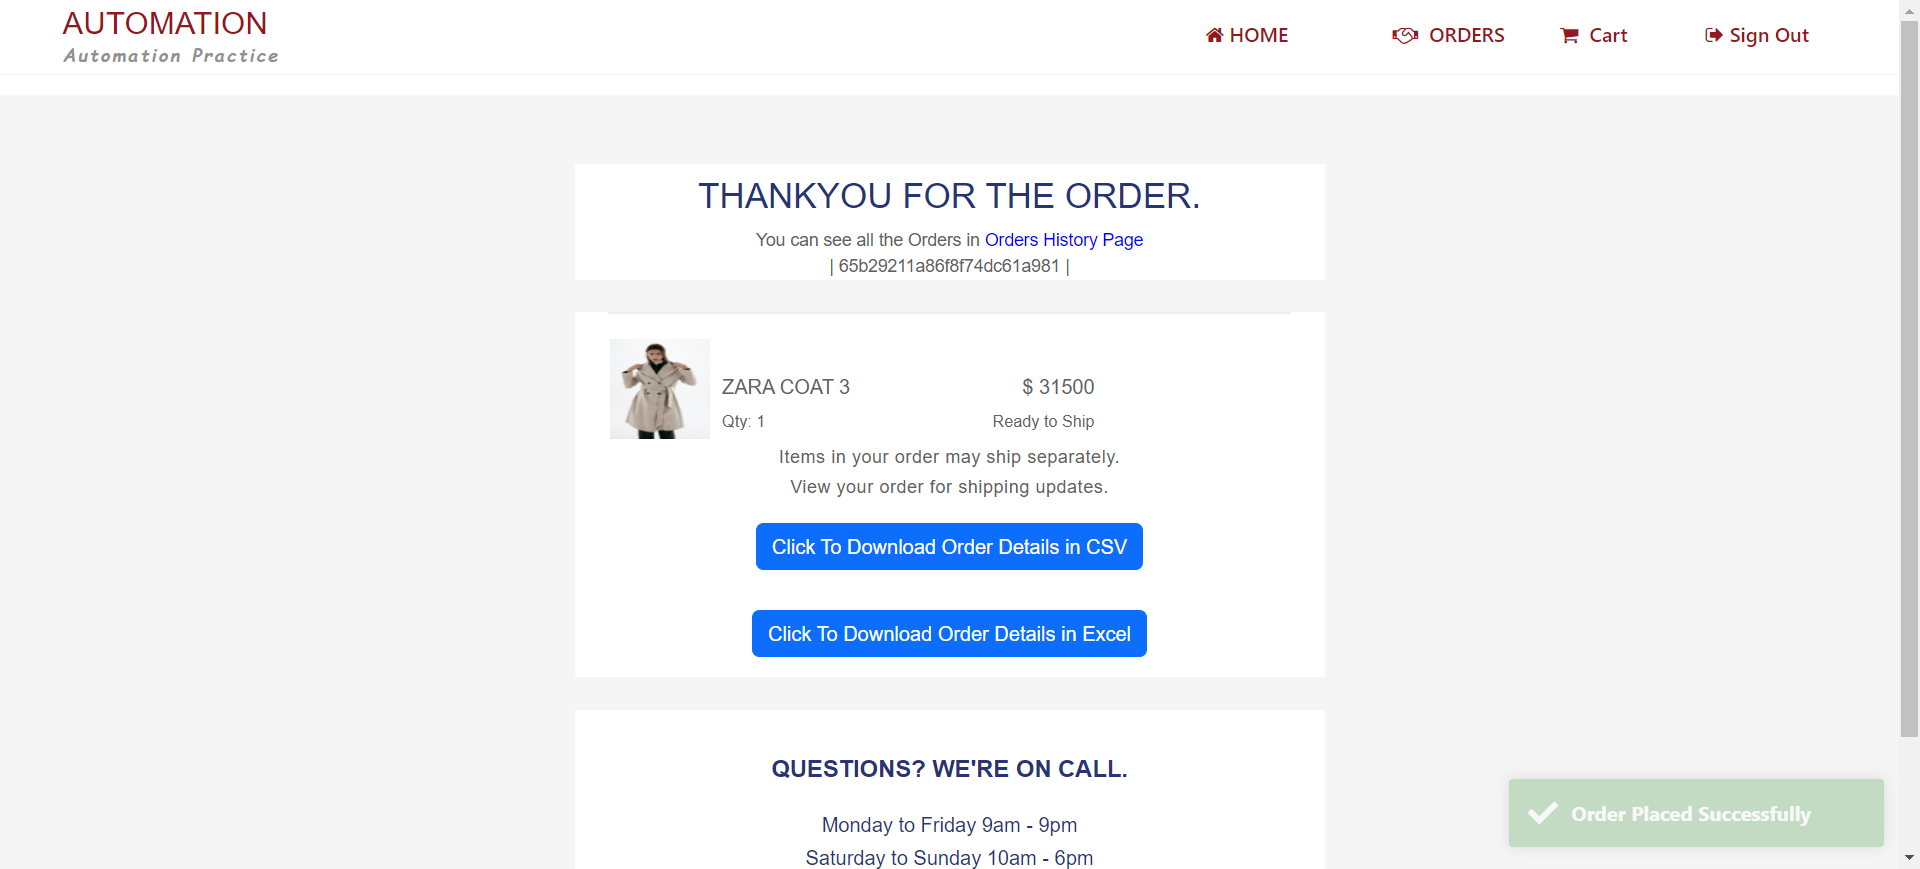 AUTOMATION
Automation Practice
HOME
ORDERS
Cart
Sign Out
THANKYOU FOR THE ORDER.
You can see all the Orders in Orders History Page
| 65b29211a86f8f74dc61a981 |
ZARA COAT 3
$ 31500
Qty: 1
Ready to Ship
Items in your order may ship separately.
View your order for shipping updates.
Click To Download Order Details in CSV
Click To Download Order Details in Excel
QUESTIONS? WE'RE ON CALL.
Monday to Friday 9am - 9pm
Saturday to Sunday 10am - 6pm
Order Placed Successfully